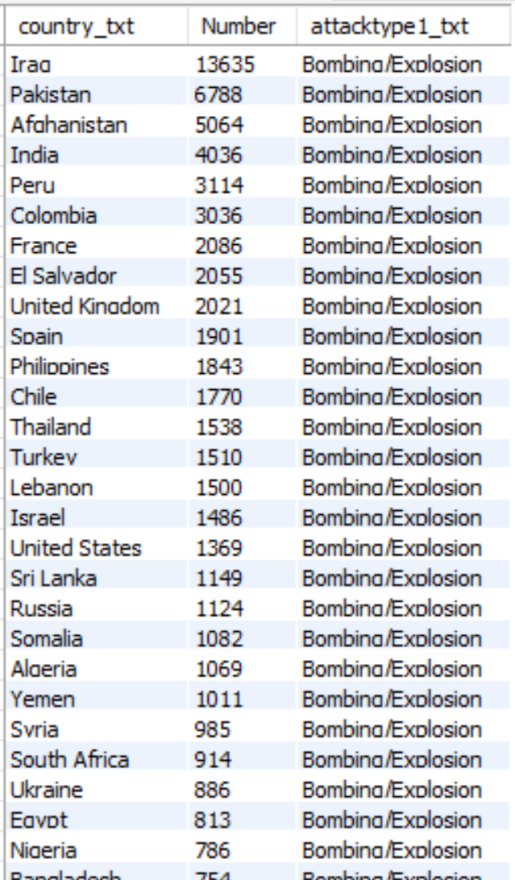 country_txt Number attacktype1_txt
Iraq 13635 Bombing/Explosion
Pakistan 6788 Bombing/Explosion
Afghanistan 5064 Bombing/Explosion
India 4036 Bombing/Explosion
Peru 3114 Bombing/Explosion
Colombia 3036 Bombing/Explosion
France 2086 Bombing/Explosion
El Salvador 2055 Bombing/Explosion
United Kingdom 2021 Bombing/Explosion
Spain 1901 Bombing/Explosion
Philippines 1843 Bombing/Explosion
Chile 1770 Bombing/Explosion
Thailand 1538 Bombing/Explosion
Turkey 1510 Bombing/Explosion
Lebanon 1500 Bombing/Explosion
Israel 1486 Bombing/Explosion
United States 1369 Bombing/Explosion
Sri Lanka 1149 Bombing/Explosion
Russia 1124 Bombing/Explosion
Somalia 1082 Bombing/Explosion
Algeria 1069 Bombing/Explosion
Yemen 1011 Bombing/Explosion
Syria 985 Bombing/Explosion
South Africa 914 Bombing/Explosion
Ukraine 886 Bombing/Explosion
Egypt 813 Bombing/Explosion
Nigeria 786 Bombing/Explosion
Bangladesh 754 Bombing/Explosion